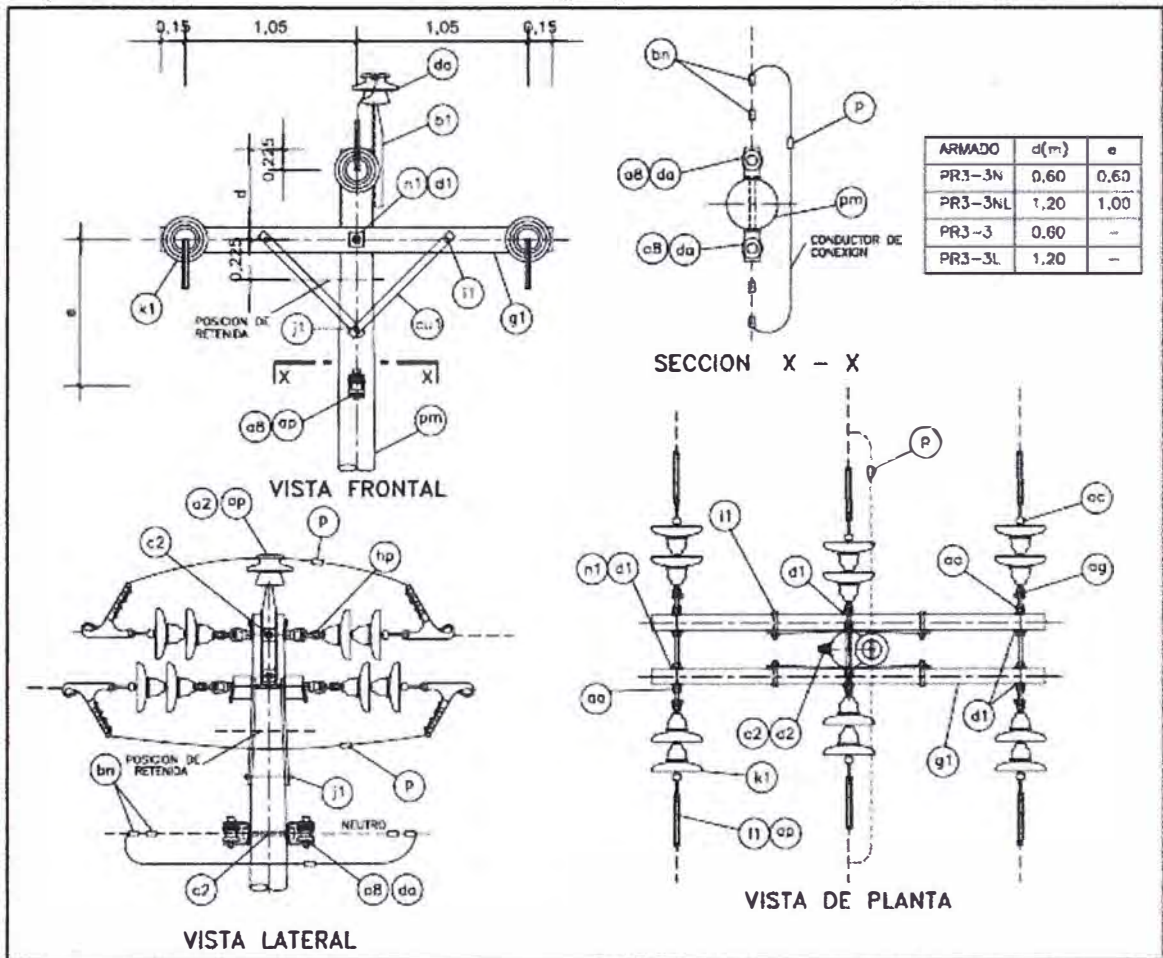 0,15 1,05 1,05 0,15
da
b1
0,225
d
n1 d1
0,225
e
k1
POSICION DE
RETENIDA
j1
cu1
i1
g1
X X
a8 ap
pm
VISTA FRONTAL
bn
P
a8 da
pm
a8 da
CONDUCTOR DE
CONEXION
SECCION X - X
ARMADO d(m) e
PR3-3N 0,60 0,60
PR3-3NL 1,20 1,00
PR3-3 0,60 -
PR3-3L 1,20 -
a2 ap
P
c2
hp
POSICION DE
RETENIDA
bn
P
j1
NEUTRO
c2
a8 da
VISTA LATERAL
P
i1
ac
n1 d1
d1
aa
ag
aa
c2 d2
d1
g1
k1
l1 ap
VISTA DE PLANTA